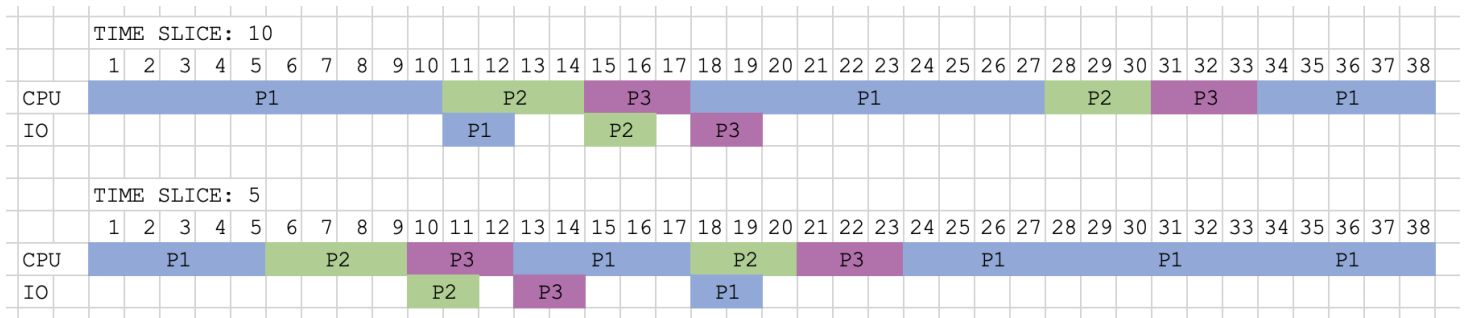 TIME SLICE: 10
1 2 3 4 5 6 7 8 9 10 11 12 13 14 15 16 17 18 19 20 21 22 23 24 25 26 27 28 29 30 31 32 33 34 35 36 37 38
CPU P1 P2 P3 P1 P2 P3 P1
IO P1 P2 P3
TIME SLICE: 5
1 2 3 4 5 6 7 8 9 10 11 12 13 14 15 16 17 18 19 20 21 22 23 24 25 26 27 28 29 30 31 32 33 34 35 36 37 38
CPU P1 P2 P3 P1 P2 P3 P1 P1 P1
IO P2 P3 P1